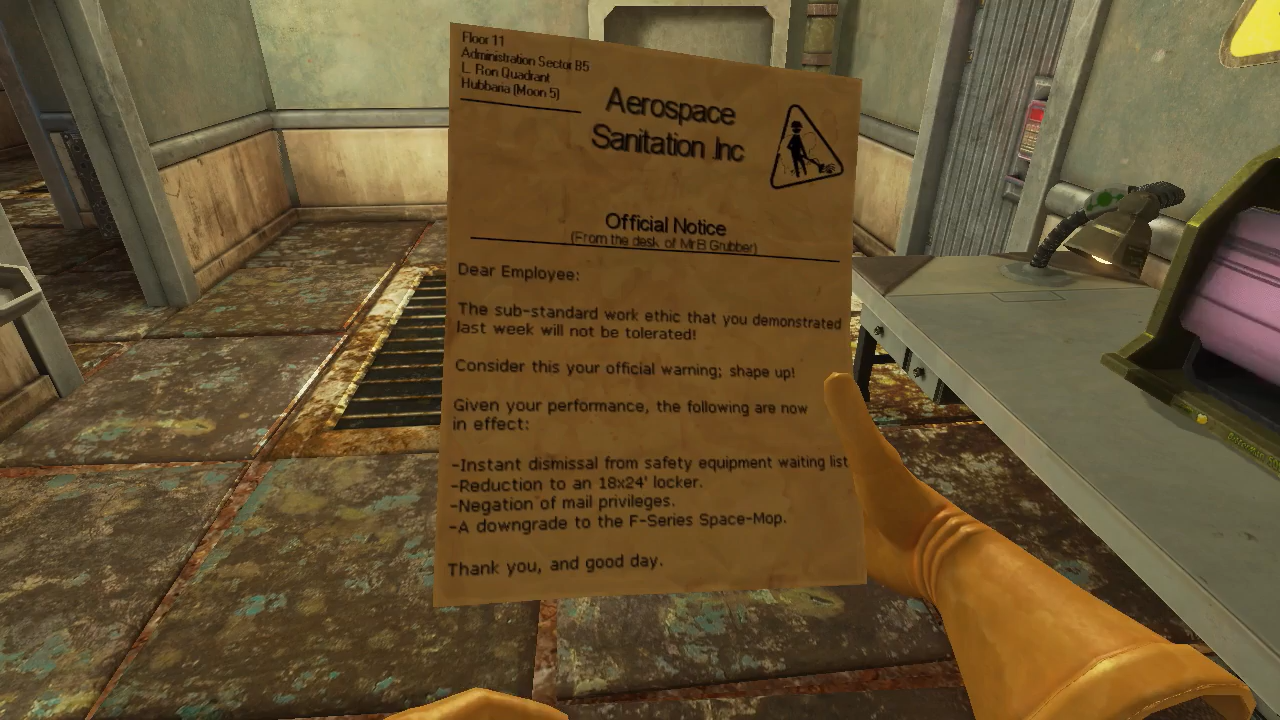 Floor 11
Administration Sector B5
L. Ron Quadrant
Hubbaria (Moon 5)
Aerospace
Sanitation Inc
Official Notice
(From the desk of Mr.B Grubber)
Dear Employee:
The sub-standard work ethic that you demonstrated
last week will not be tolerated!
Consider this your official warning; shape up!
Given your performance, the following are now
in effect:
-Instant dismissal from safety equipment waiting list
-Reduction to an 18x24' locker.
-Negation of mail privileges.
-A downgrade to the F-Series Space-Mop.
Thank you, and good day.